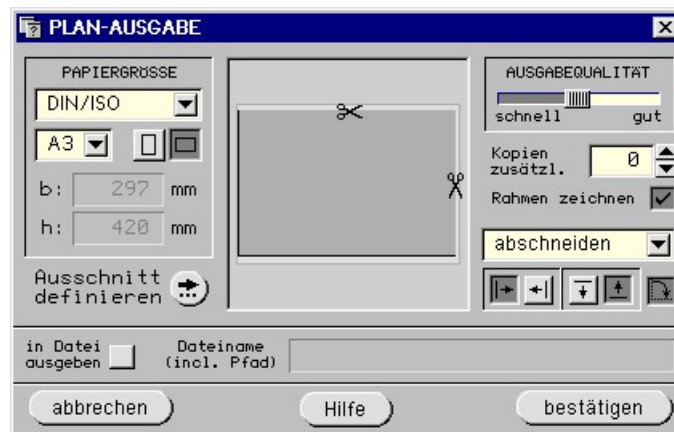 PLAN-AUSGABE
PAPIERGRÖSSE
DIN/ISO
A3
b: 297 mm
h: 420 mm
Ausschnitt
definieren
AUSGABEQUALITÄT
schnell gut
Kopien
zusätzl. 0
Rahmen zeichnen
abschneiden
in Datei
ausgeben
Dateiname
(incl. Pfad)
abbrechen
Hilfe
bestätigen